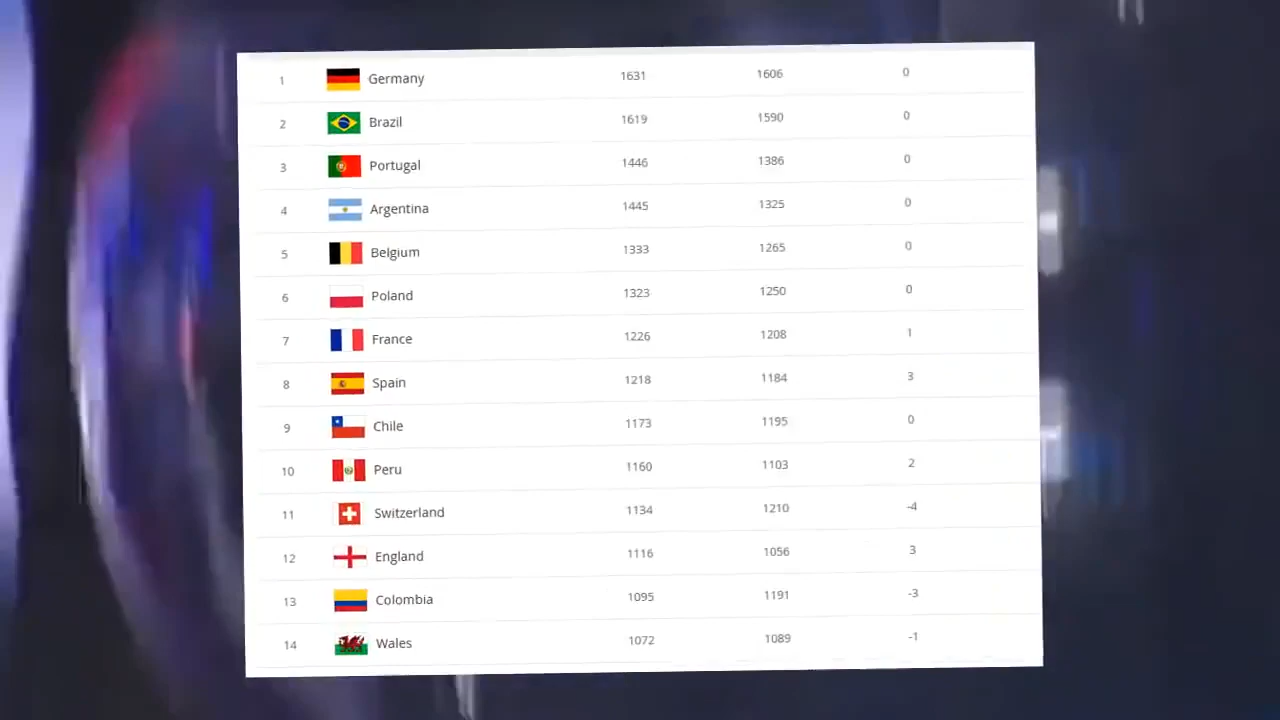 1 Germany 1631 1606 0
2 Brazil 1619 1590 0
3 Portugal 1446 1386 0
4 Argentina 1445 1325 0
5 Belgium 1333 1265 0
6 Poland 1323 1250 0
7 France 1226 1208 1
8 Spain 1218 1184 3
9 Chile 1173 1195 0
10 Peru 1160 1103 2
11 Switzerland 1134 1210 -4
12 England 1116 1056 3
13 Colombia 1095 1191 -3
14 Wales 1072 1089 -1